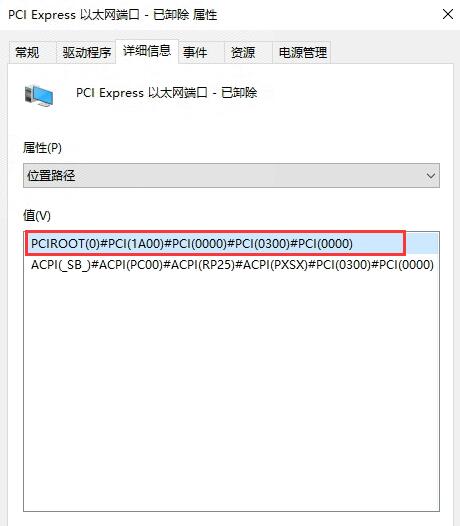 PCI Express 以太网端口 - 已卸除 属性
常规 驱动程序 详细信息 事件 资源 电源管理
PCI Express 以太网端口 - 已卸除
属性(P)
位置路径
值(V)
PCIROOT(0)#PCI(1A00)#PCI(0000)#PCI(0300)#PCI(0000)
ACPI(_SB_)#ACPI(PC00)#ACPI(RP25)#ACPI(PXSX)#PCI(0300)#PCI(0000)